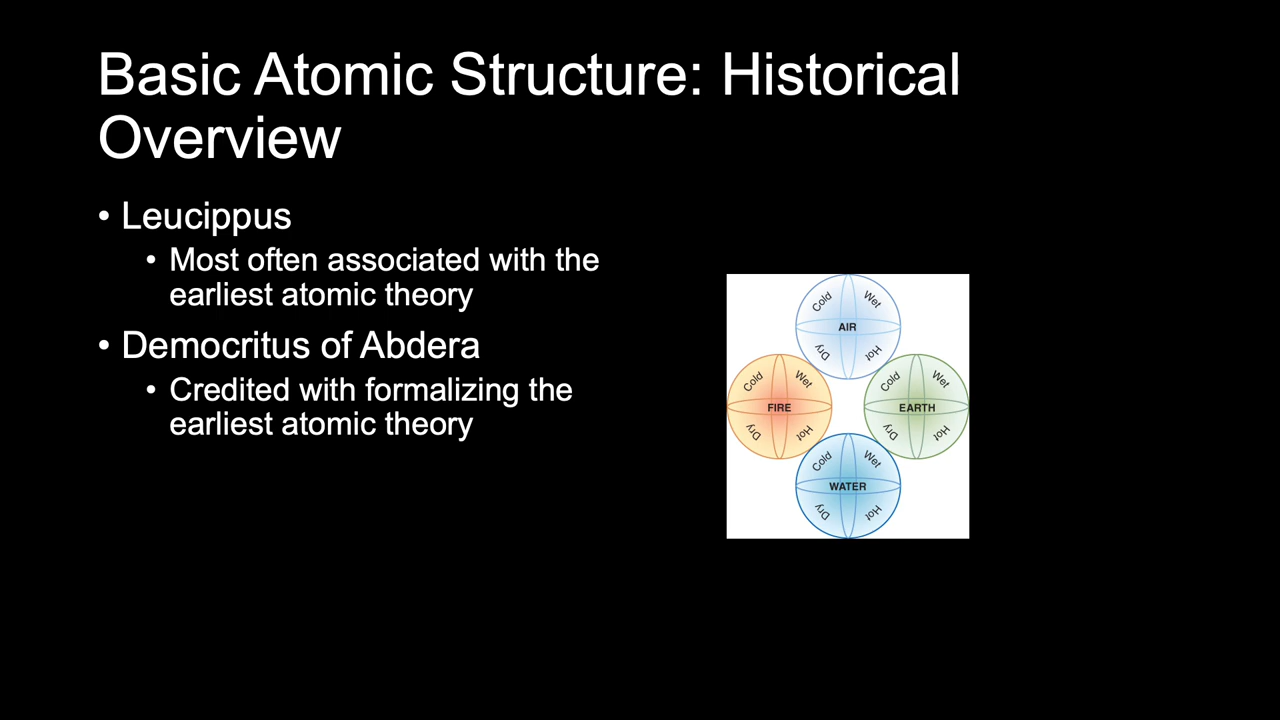 Basic Atomic Structure: Historical
Overview
• Leucippus
• Most often associated with the
earliest atomic theory
• Democritus of Abdera
• Credited with formalizing the
earliest atomic theory
Cold Wet
AIR
Dry Hot
Cold Wet
FIRE
Dry Hot
Cold Wet
EARTH
Dry Hot
Cold Wet
WATER
Dry Hot